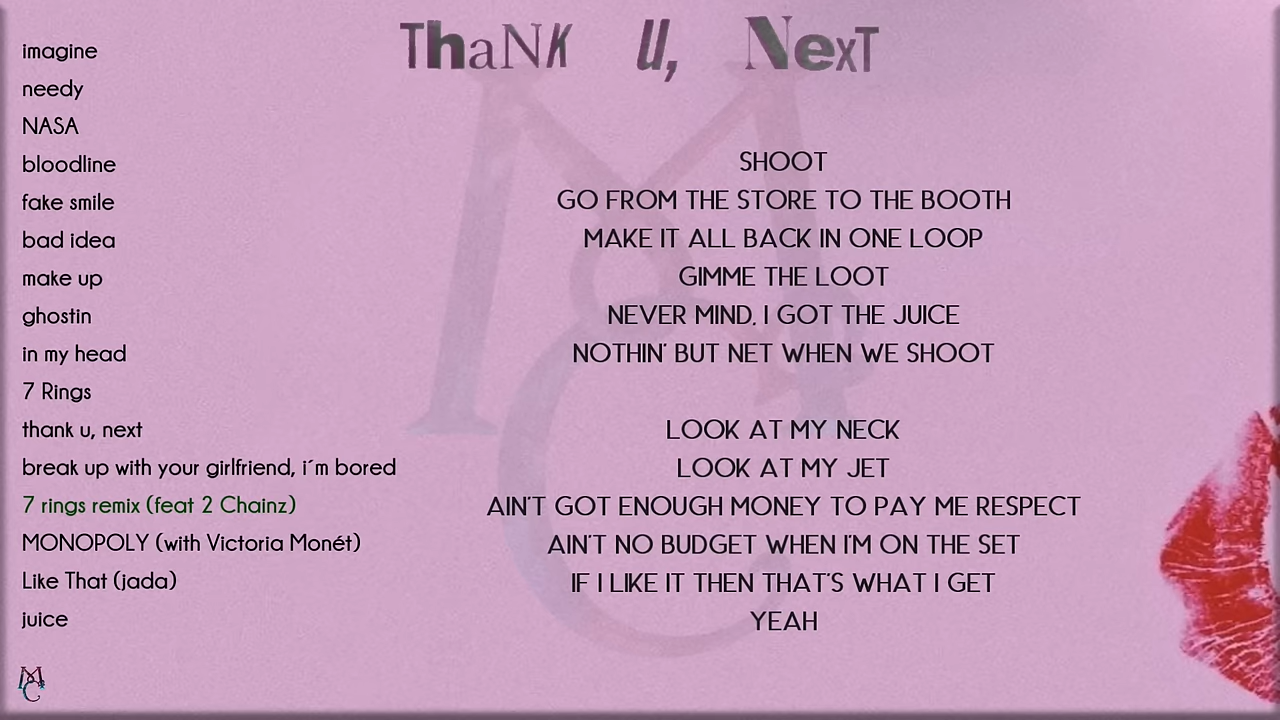 ThaNK U, NexT
imagine
needy
NASA
bloodline
fake smile
bad idea
make up
ghostin
in my head
7 Rings
thank u, next
break up with your girlfriend, i´m bored
7 rings remix (feat 2 Chainz)
MONOPOLY (with Victoria Monét)
Like That (jada)
juice
SHOOT
GO FROM THE STORE TO THE BOOTH
MAKE IT ALL BACK IN ONE LOOP
GIMME THE LOOT
NEVER MIND, I GOT THE JUICE
NOTHIN' BUT NET WHEN WE SHOOT
LOOK AT MY NECK
LOOK AT MY JET
AIN'T GOT ENOUGH MONEY TO PAY ME RESPECT
AIN'T NO BUDGET WHEN I'M ON THE SET
IF I LIKE IT THEN THAT'S WHAT I GET
YEAH